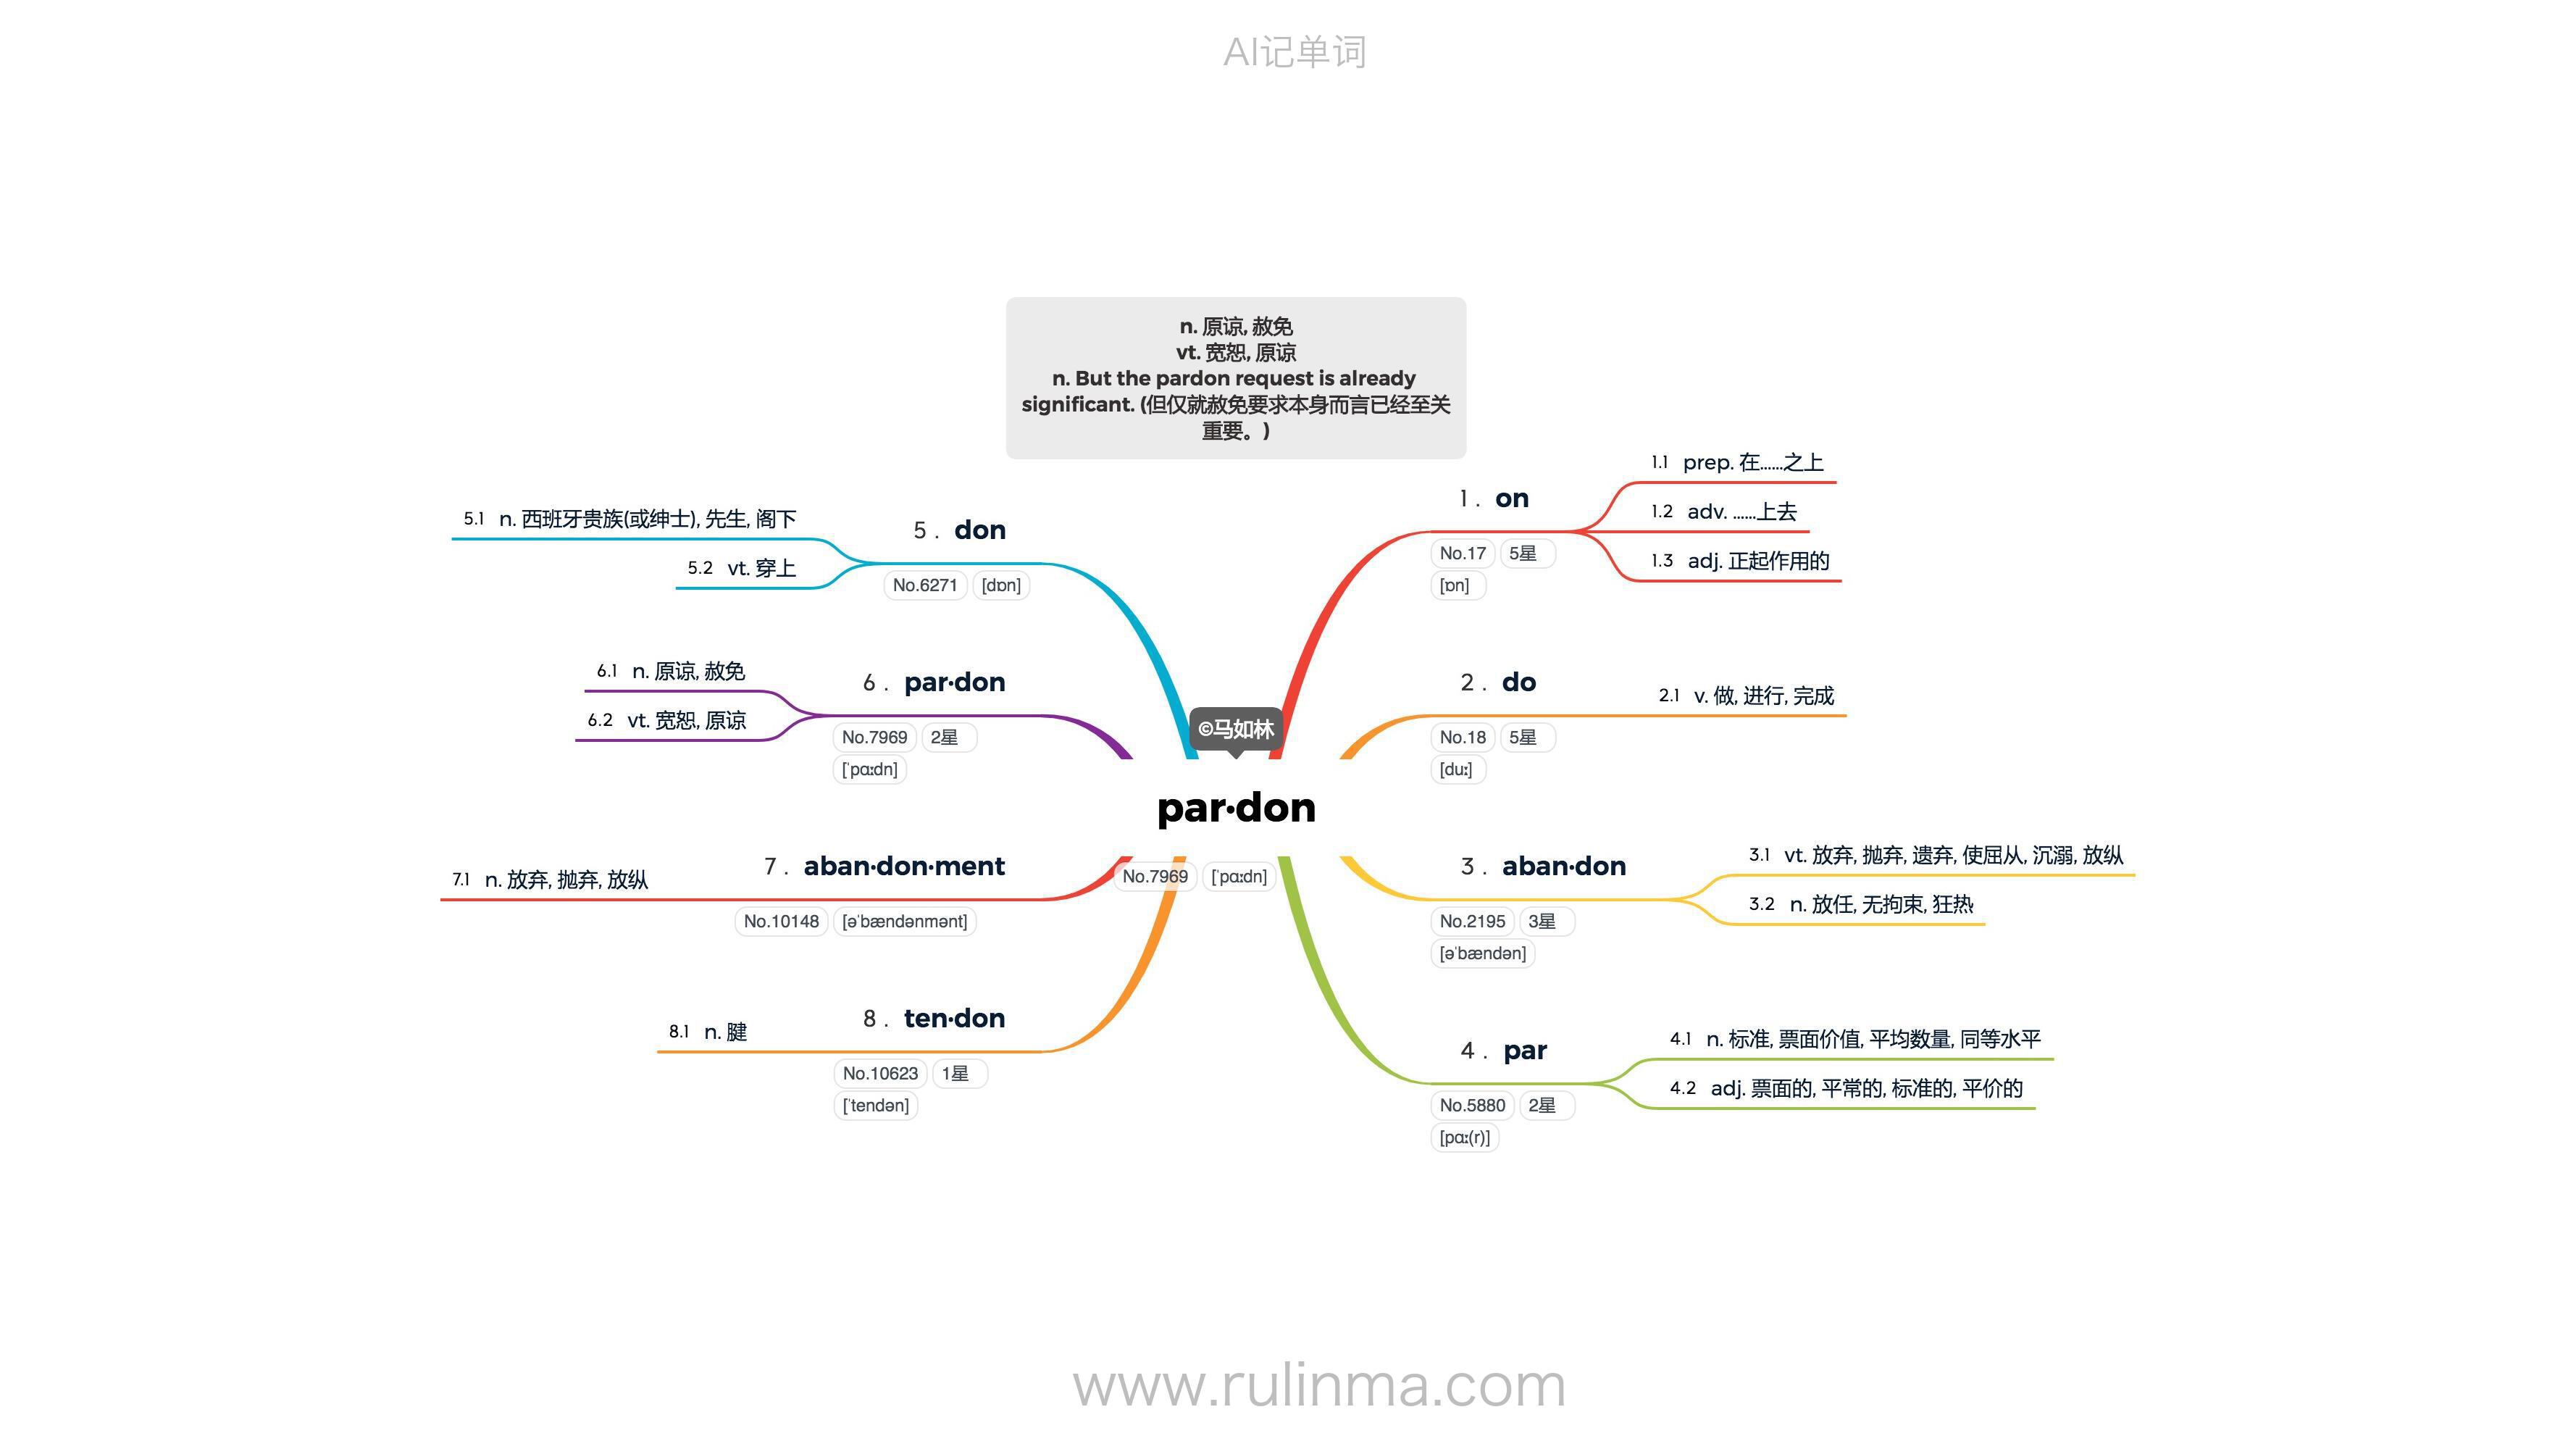 AI记单词
n. 原谅, 赦免
vt. 宽恕, 原谅
n. But the pardon request is already
significant. (但仅就赦免要求本身而言已经至关
重要。)
©马如林
par·don
No.7969 [ˈpɑːdn]
1. on
No.17 5星
[ɒn]
1.1 prep. 在……之上
1.2 adv. ……上去
1.3 adj. 正起作用的
2. do
No.18 5星
[duː]
2.1 v. 做, 进行, 完成
3. aban·don
No.2195 3星
[əˈbændən]
3.1 vt. 放弃, 抛弃, 遗弃, 使屈从, 沉溺, 放纵
3.2 n. 放任, 无拘束, 狂热
4. par
No.5880 2星
[pɑː(r)]
4.1 n. 标准, 票面价值, 平均数量, 同等水平
4.2 adj. 票面的, 平常的, 标准的, 平价的
5. don
No.6271 [dɒn]
5.1 n. 西班牙贵族(或绅士), 先生, 阁下
5.2 vt. 穿上
6. par·don
No.7969 2星
[ˈpɑːdn]
6.1 n. 原谅, 赦免
6.2 vt. 宽恕, 原谅
7. aban·don·ment
No.10148 [əˈbændənmənt]
7.1 n. 放弃, 抛弃, 放纵
8. ten·don
No.10623 1星
[ˈtendən]
8.1 n. 腱
www.rulinma.com